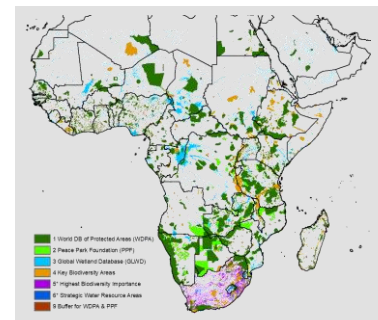 1 World DB of Protected Areas (WDPA)
2 Peace Park Foundation (PPF)
3 Global Wetland Database (GLWD)
4 Key Biodiversity Areas
5* Highest Biodiversity Importance
6* Strategic Water Resource Areas
9 Buffer for WDPA & PPF